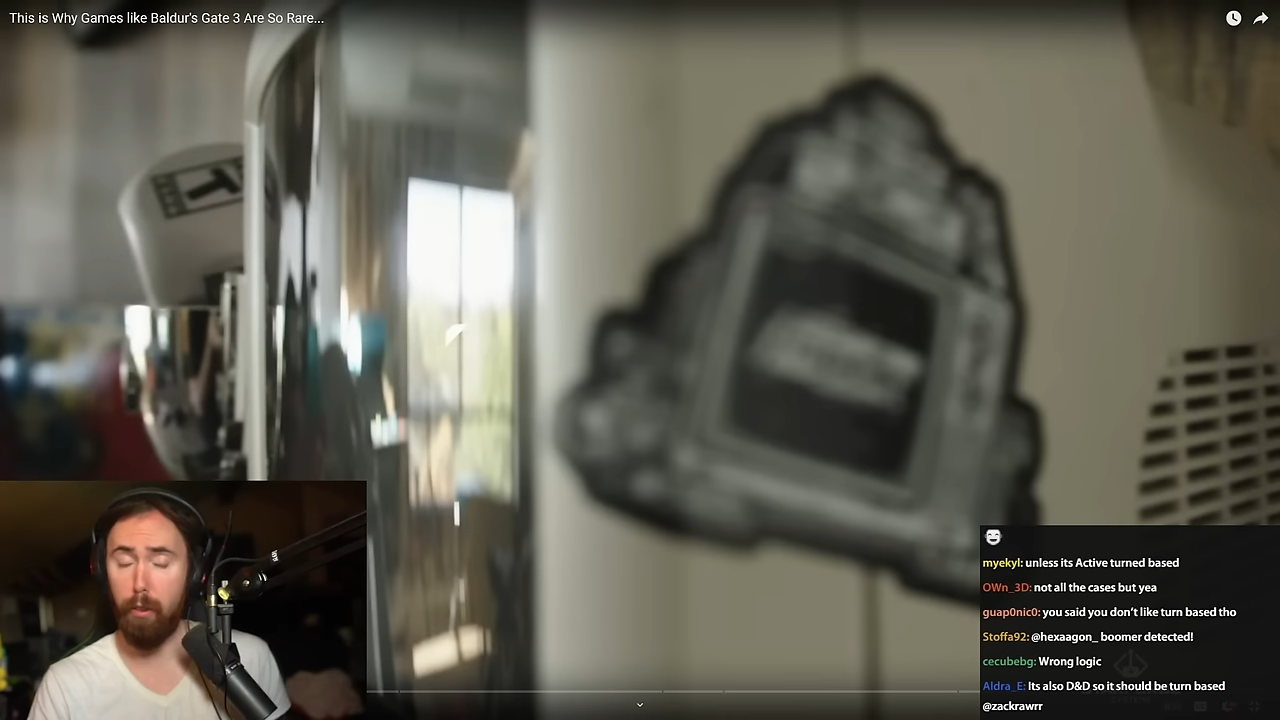 This is Why Games like Baldur's Gate 3 Are So Rare...
T
myekyl: unless its Active turned based
OWn_3D: not all the cases but yea
guap0nic0: you said you don't like turn based tho
Stoffa92: @hexaagon_ boomer detected!
cecubebg: Wrong logic
Aldra_E: Its also D&D so it should be turn based
@zackrawrr